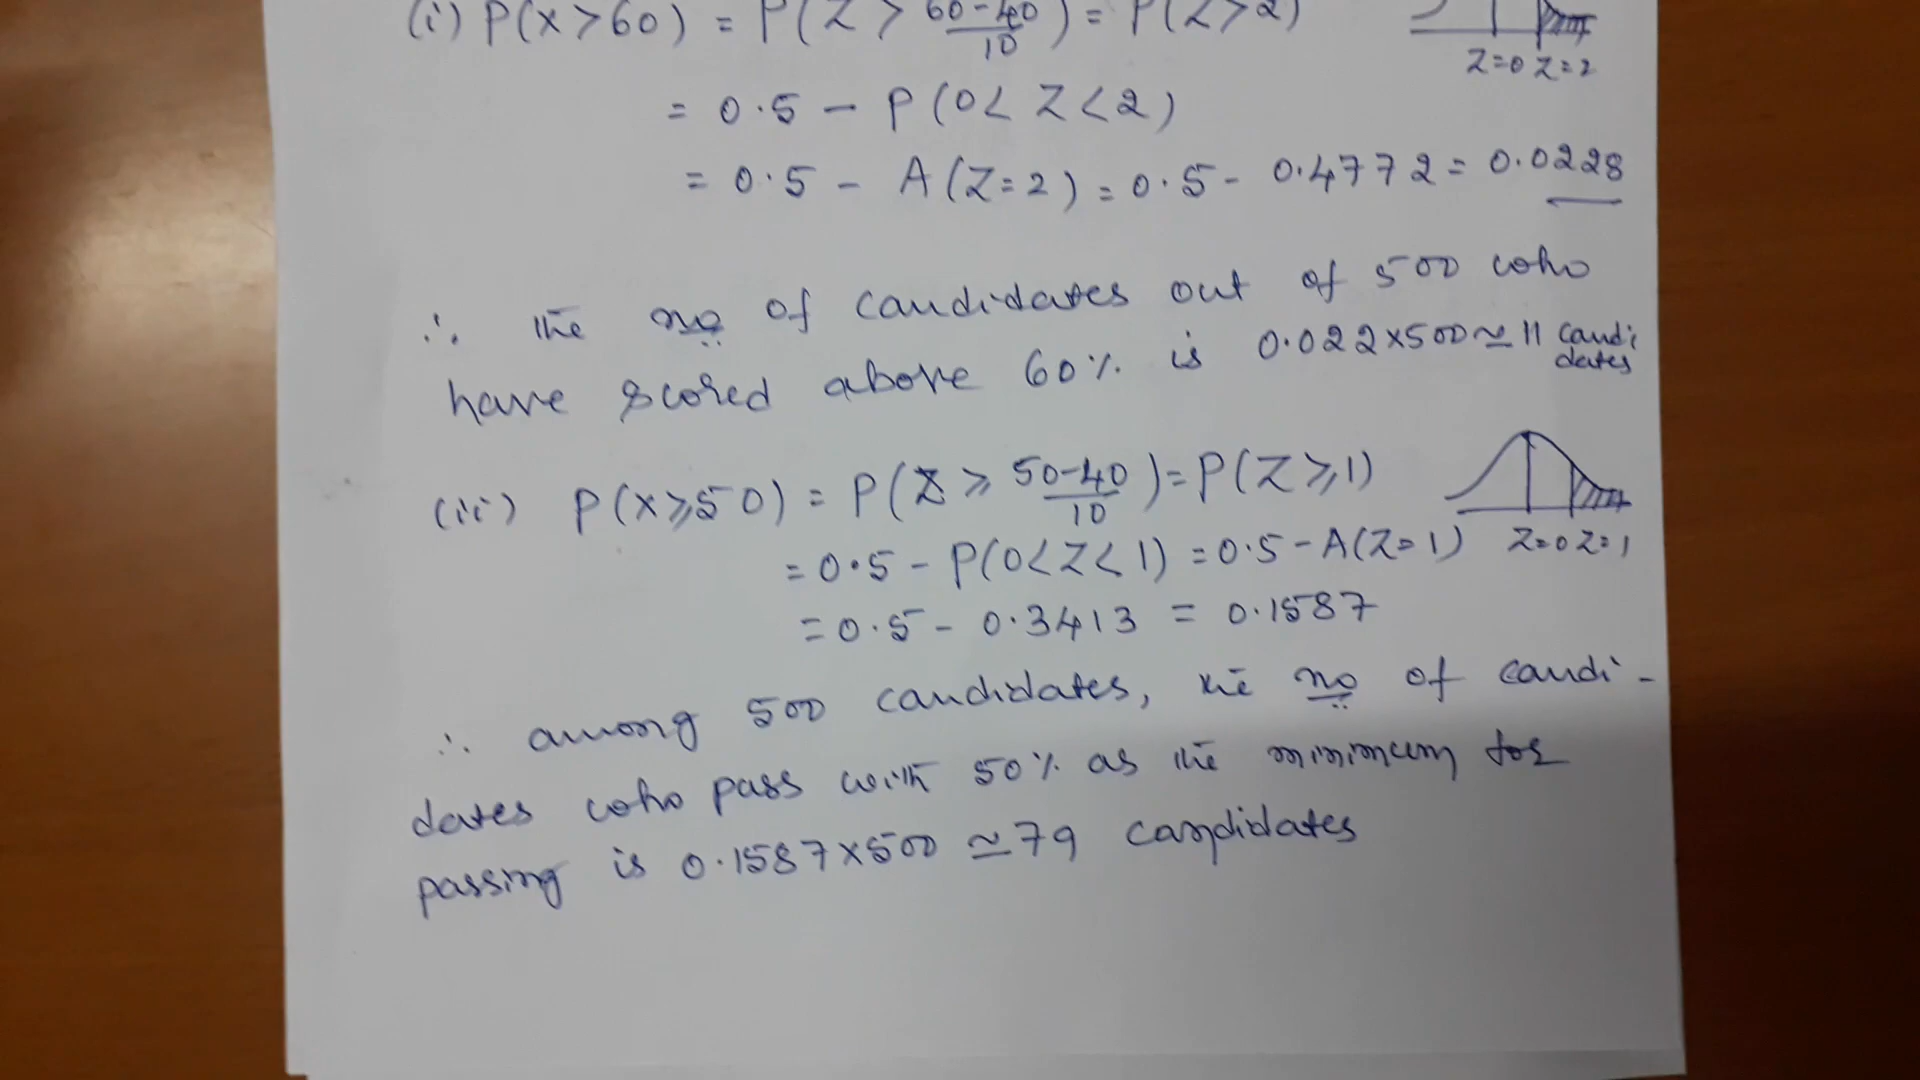 (i) P(X>60) = P(Z > 60-40/10) = P(Z>2)
Z=0 Z=2
= 0.5 - P(0< Z <2)
= 0.5 - A(Z=2) = 0.5 - 0.4772 = 0.0228
∴ the no of candidates out of 500 who
have scored above 60% is 0.022×500 ≃ 11 candi
dates
(ii) P(X≥50) = P(Z ≥ 50-40/10) = P(Z≥1)
= 0.5 - P(0<Z<1) = 0.5 - A(Z=1) Z=0 Z=1
= 0.5 - 0.3413 = 0.1587
∴ among 500 candidates, the no of candi-
dates who pass with 50% as the minimum for
passing is 0.1587×500 ≃ 79 candidates